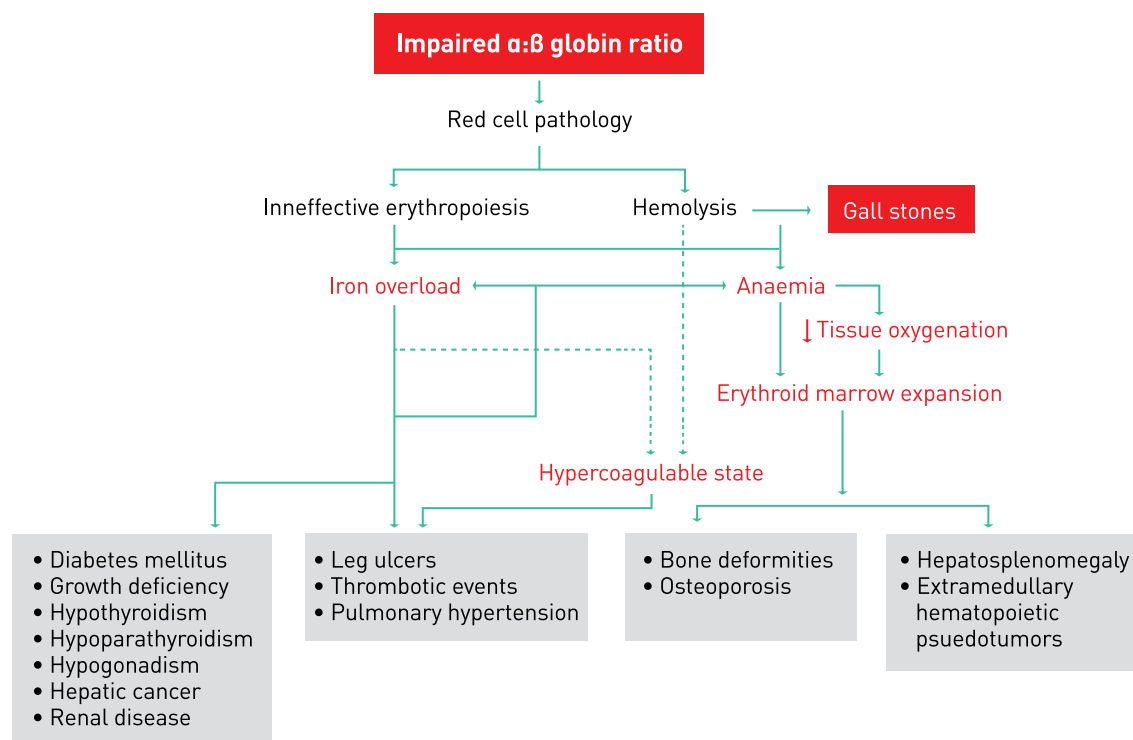 Impaired α:ß globin ratio
Red cell pathology
Inneffective erythropoiesis
Hemolysis
Gall stones
Iron overload
Anaemia
Tissue oxygenation
Erythroid marrow expansion
Hypercoagulable state
• Diabetes mellitus
• Growth deficiency
• Hypothyroidism
• Hypoparathyroidism
• Hypogonadism
• Hepatic cancer
• Renal disease
• Leg ulcers
• Thrombotic events
• Pulmonary hypertension
• Bone deformities
• Osteoporosis
• Hepatosplenomegaly
• Extramedullary
hematopoietic
psuedotumors